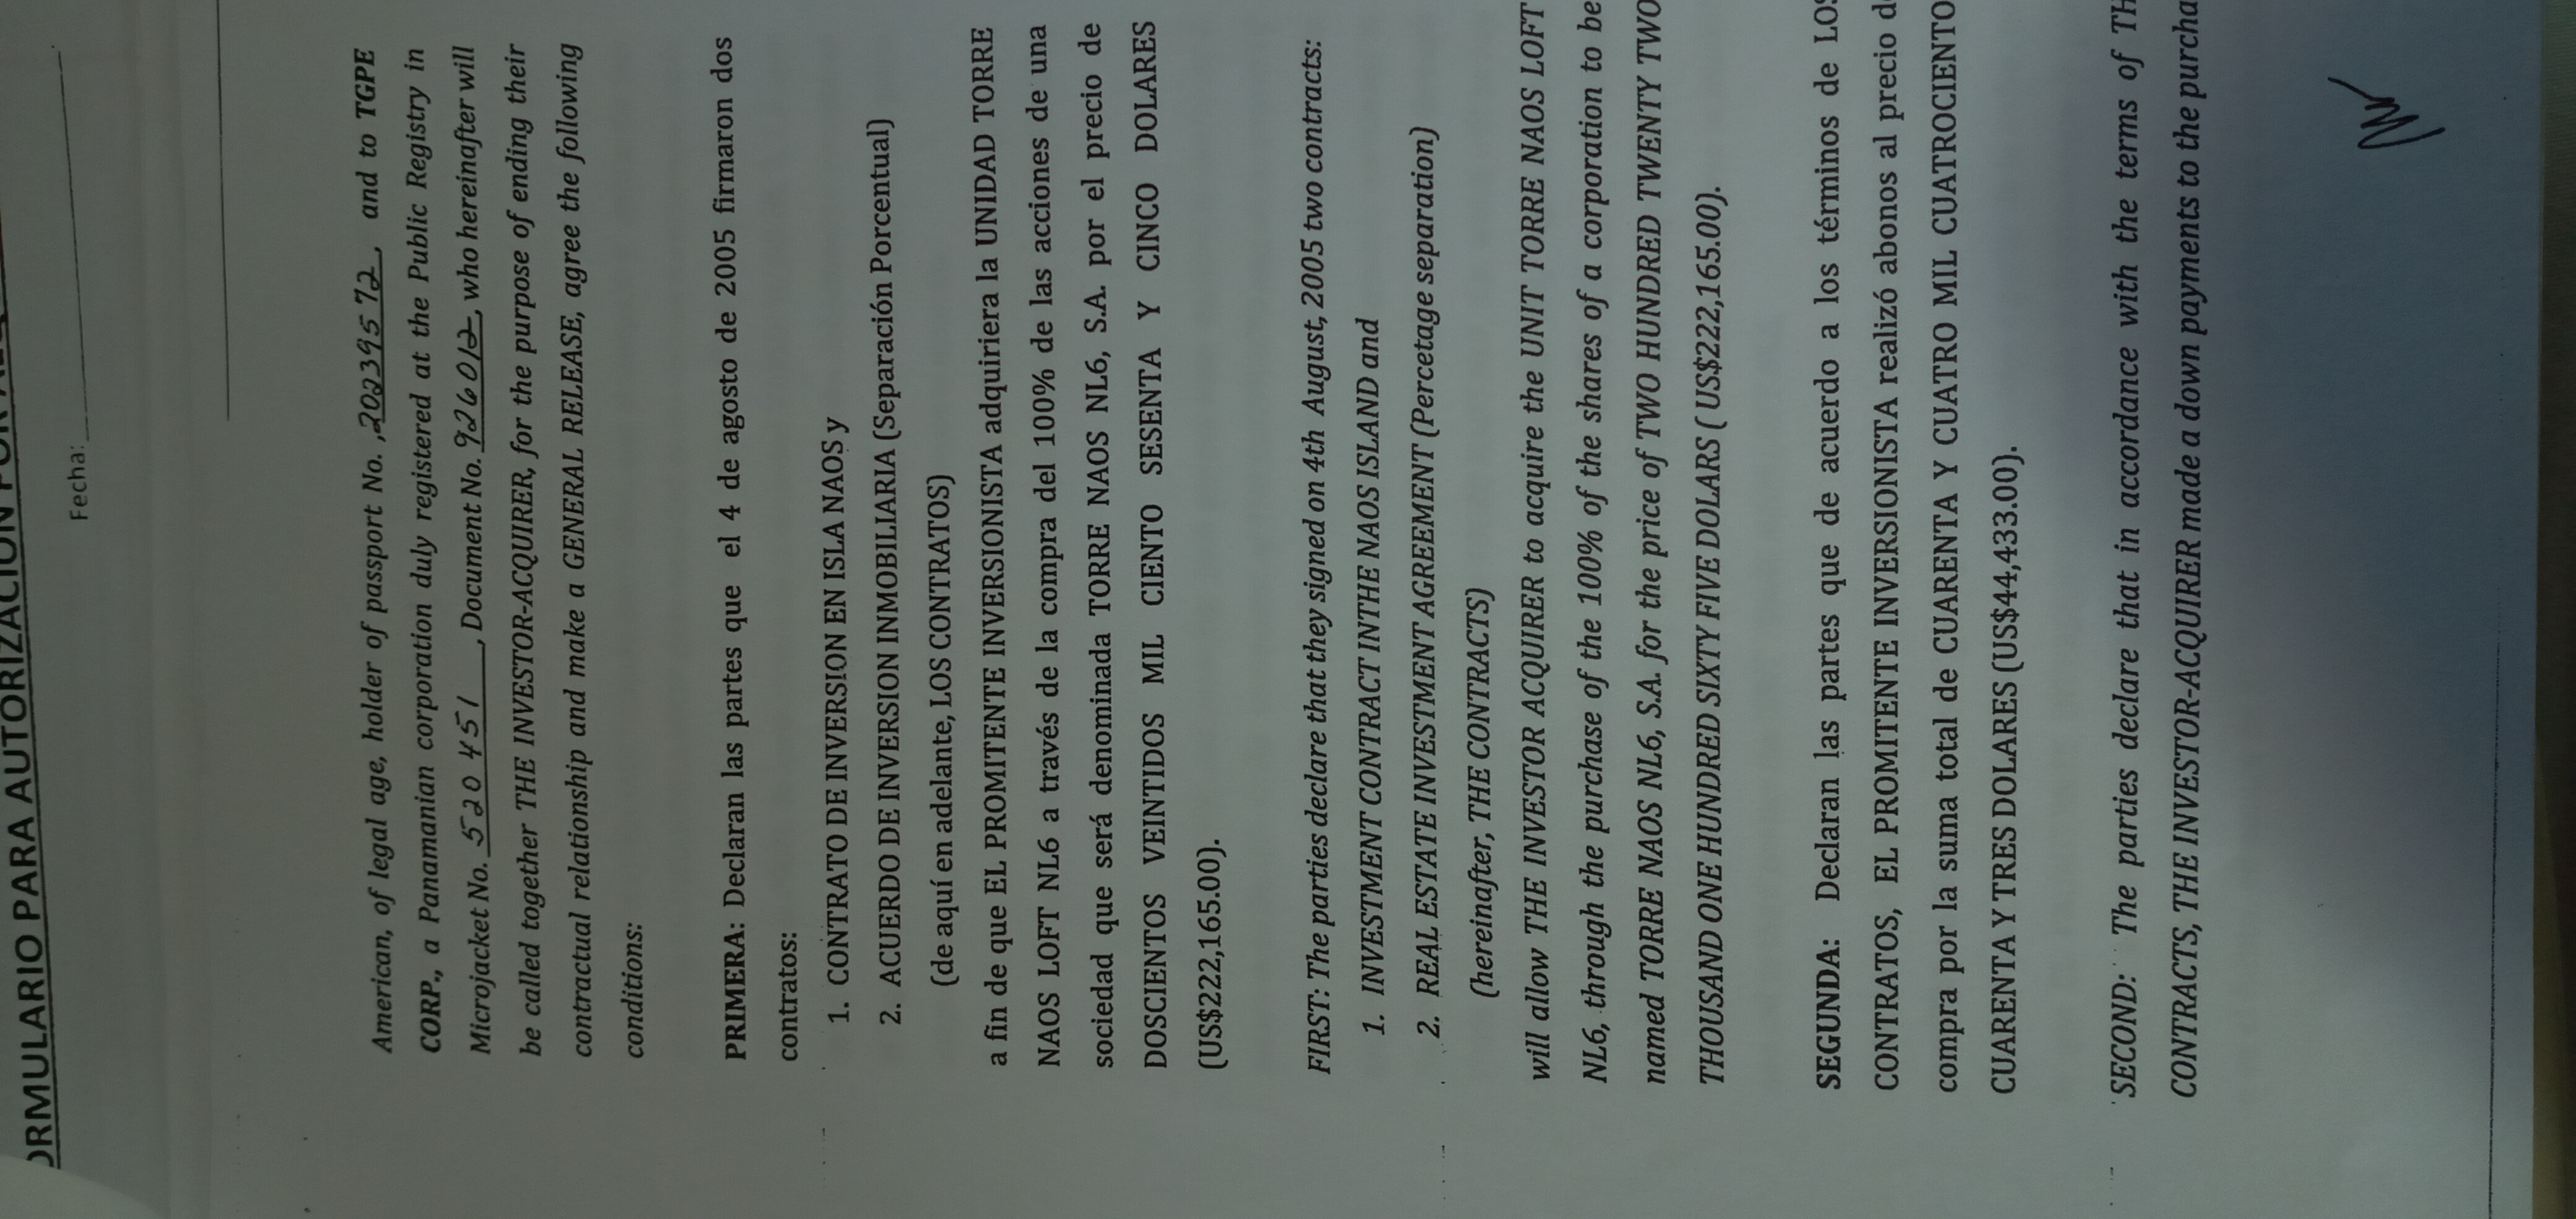 ORMULARIO PARA AUTORIZACIÓN POR
Fecha:
American, of legal age, holder of passport No. ,202395 72, and to TGPE
CORP., a Panamanian corporation duly registered at the Public Registry in
Microjacket No. 520 451, Document No. 926012, who hereinafter will
be called together THE INVESTOR-ACQUIRER, for the purpose of ending their
contractual relationship and make a GENERAL RELEASE, agree the following
conditions:
PRIMERA: Declaran las partes que el 4 de agosto de 2005 firmaron dos
contratos:
1. CONTRATO DE INVERSION EN ISLA NAOS y
2. ACUERDO DE INVERSION INMOBILIARIA (Separación Porcentual)
(de aquí en adelante, LOS CONTRATOS)
a fin de que EL PROMITENTE INVERSIONISTA adquiriera la UNIDAD TORRE
NAOS LOFT NL6 a través de la compra del 100% de las acciones de una
sociedad que será denominada TORRE NAOS NL6, S.A. por el precio de
DOSCIENTOS VEINTIDOS MIL CIENTO SESENTA Y CINCO DOLARES
(US$222,165.00).
FIRST: The parties declare that they signed on 4th August, 2005 two contracts:
1. INVESTMENT CONTRACT INTHE NAOS ISLAND and
2. REAL ESTATE INVESTMENT AGREEMENT (Percetage separation)
(hereinafter, THE CONTRACTS)
will allow THE INVESTOR ACQUIRER to acquire the UNIT TORRE NAOS LOFT
NL6, through the purchase of the 100% of the shares of a corporation to be
named TORRE NAOS NL6, S.A. for the price of TWO HUNDRED TWENTY TWO
THOUSAND ONE HUNDRED SIXTY FIVE DOLARS ( US$222,165.00).
SEGUNDA: Declaran las partes que de acuerdo a los términos de LOS
CONTRATOS, EL PROMITENTE INVERSIONISTA realizó abonos al precio d
compra por la suma total de CUARENTA Y CUATRO MIL CUATROCIENTO
CUARENTA Y TRES DOLARES (US$44,433.00).
SECOND: The parties declare that in accordance with the terms of TH
CONTRACTS, THE INVESTOR-ACQUIRER made a down payments to the purcha